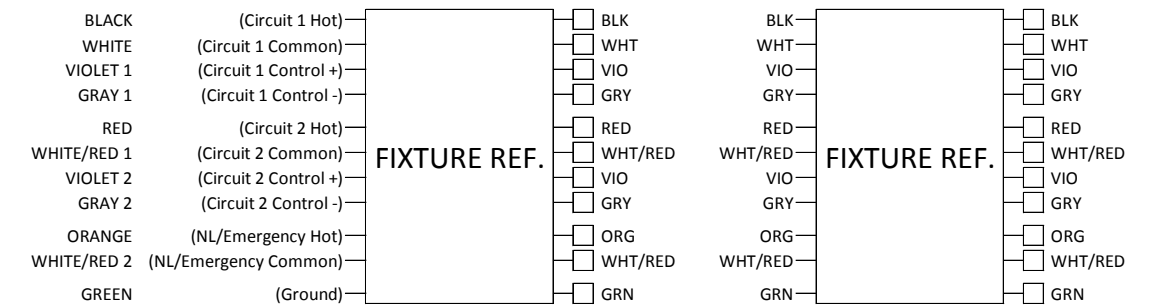 BLACK (Circuit 1 Hot) BLK BLK BLK
WHITE (Circuit 1 Common) WHT WHT WHT
VIOLET 1 (Circuit 1 Control +) VIO VIO VIO
GRAY 1 (Circuit 1 Control -) GRY GRY GRY
RED (Circuit 2 Hot) RED RED RED
WHITE/RED 1 (Circuit 2 Common) FIXTURE REF. WHT/RED WHT/RED FIXTURE REF. WHT/RED
VIOLET 2 (Circuit 2 Control +) VIO VIO VIO
GRAY 2 (Circuit 2 Control -) GRY GRY GRY
ORANGE (NL/Emergency Hot) ORG ORG ORG
WHITE/RED 2 (NL/Emergency Common) WHT/RED WHT/RED WHT/RED
GREEN (Ground) GRN GRN GRN